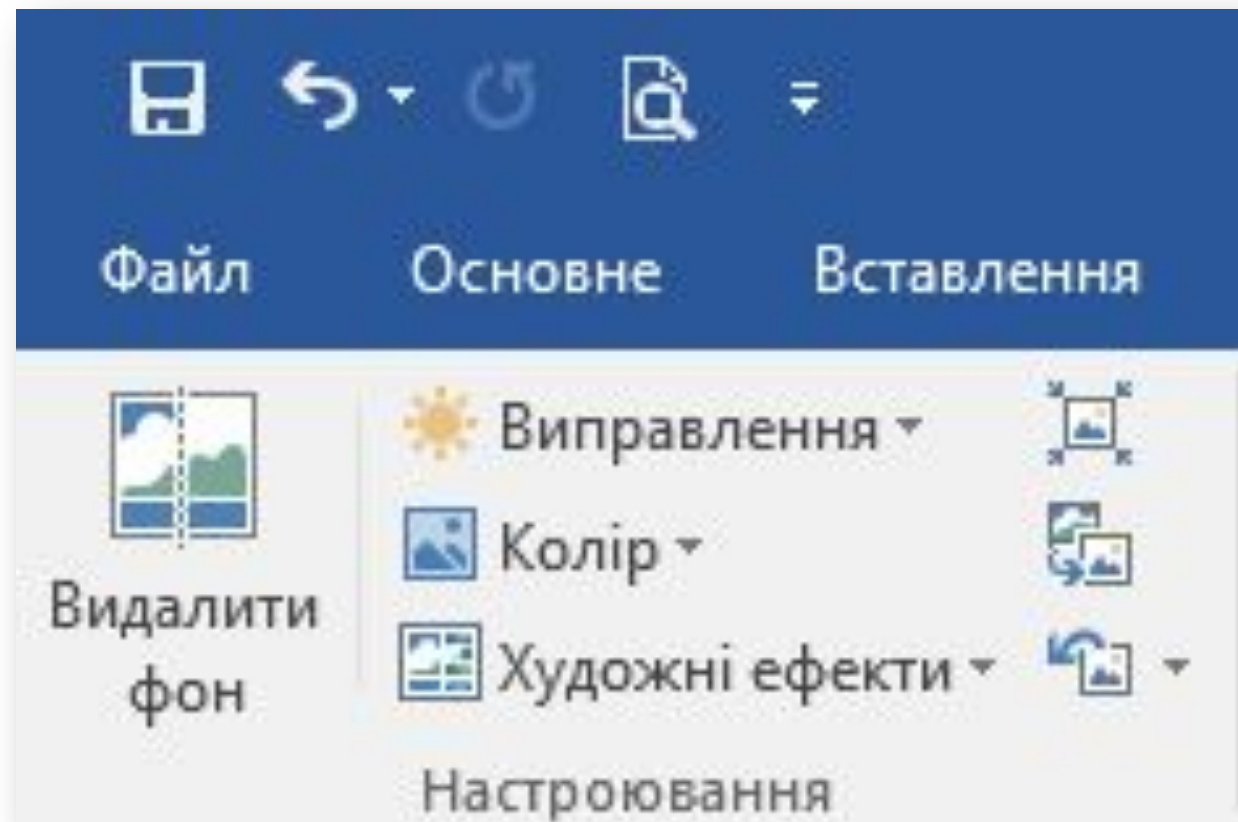 Файл Основне Вставлення
Виправлення
Колір
Видалити
фон
Художні ефекти
Настроювання